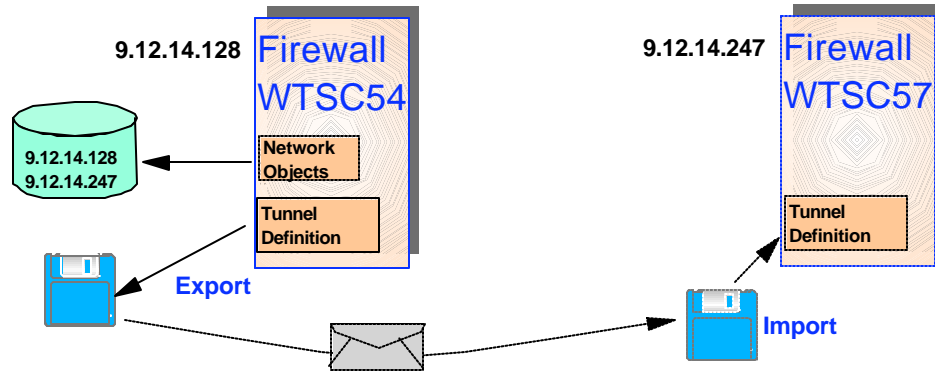 9.12.14.128
Firewall
WTSC54
9.12.14.247
Firewall
WTSC57
9.12.14.128
9.12.14.247
Network
Objects
Tunnel
Definition
Tunnel
Definition
Export
Import